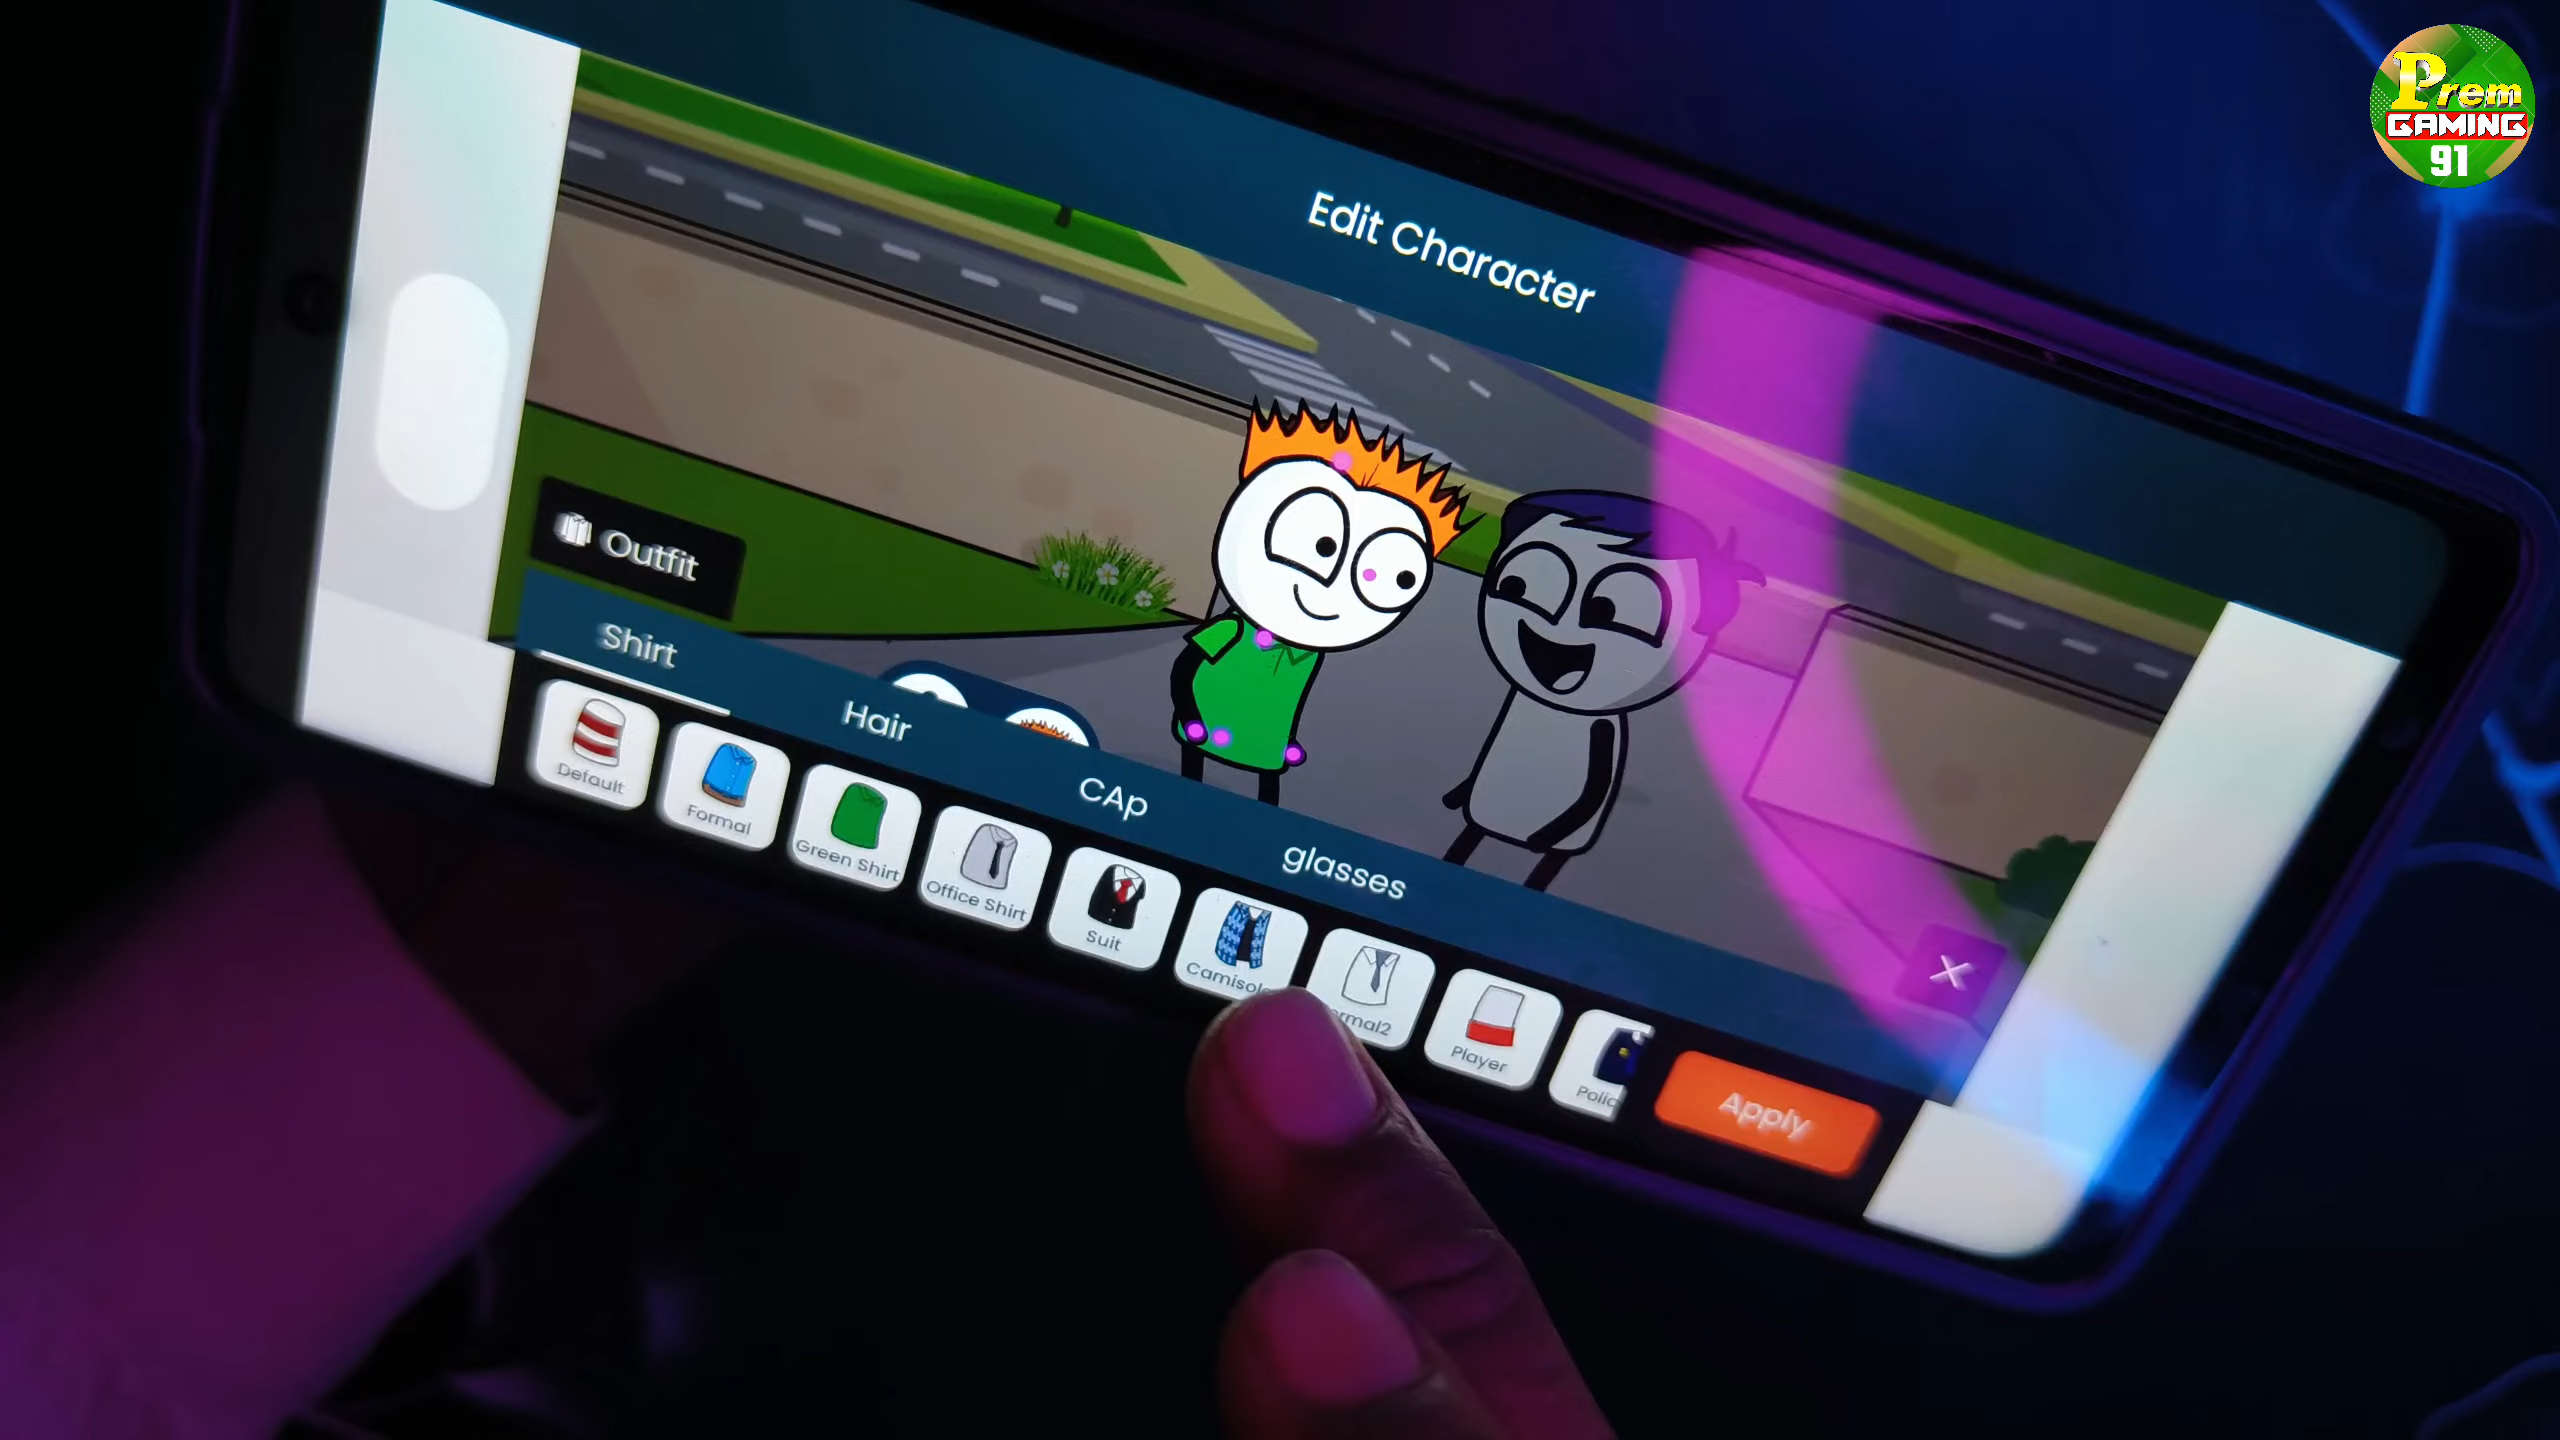 Prem
GAMING
91
Edit Character
Outfit
Shirt
Hair
CAp
glasses
Default
Formal
Green Shirt
Office Shirt
Suit
Player
Apply